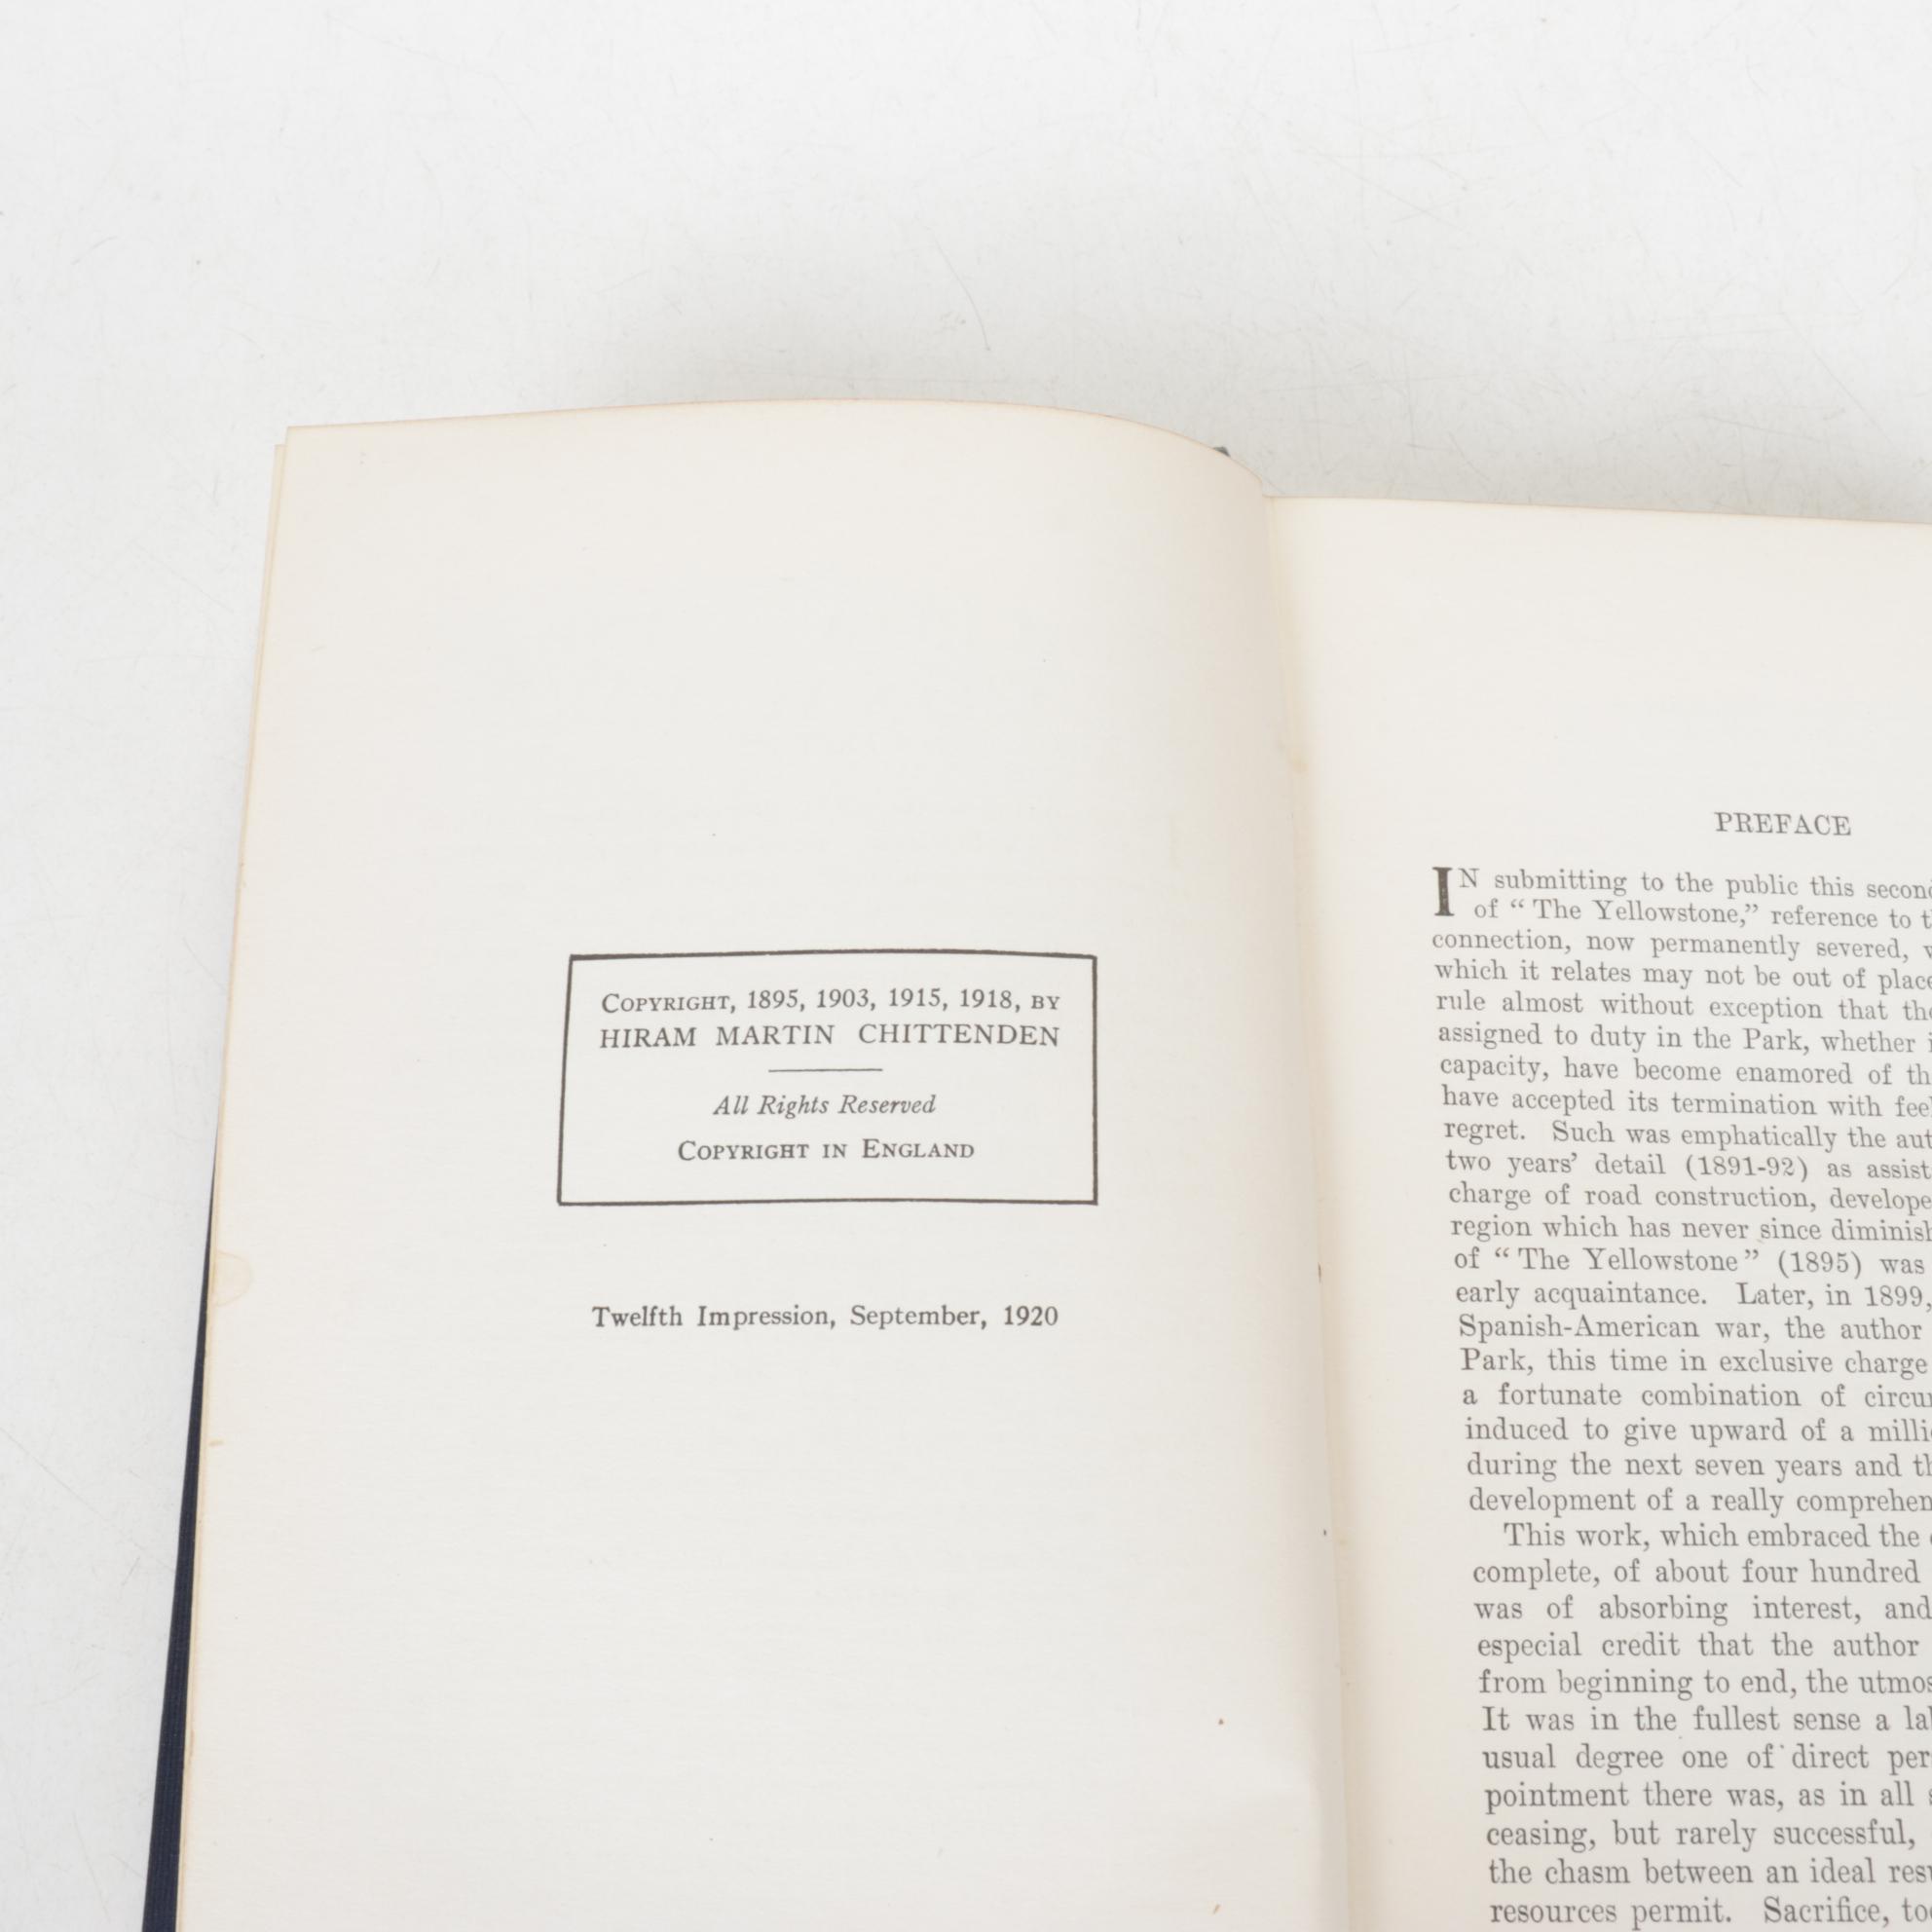 COPYRIGHT, 1895, 1903, 1915, 1918, BY
HIRAM MARTIN CHITTENDEN
All Rights Reserved
COPYRIGHT IN ENGLAND
Twelfth Impression, September, 1920
PREFACE
IN submitting to the public this
of “The Yellowstone,” reference to
connection, now permanently severed,
which it relates may not be out of
rule almost without exception that
assigned to duty in the Park, whether
capacity, have become enamored of
have accepted its termination with
regret. Such was emphatically the
two years’ detail (1891-92) as
charge of road construction,
region which has never since
of “The Yellowstone” (1895) was
early acquaintance. Later, in 1899,
Spanish-American war, the author
Park, this time in exclusive charge
a fortunate combination of
induced to give upward of a
during the next seven years and
development of a really
This work, which embraced the
complete, of about four hundred
was of absorbing interest, and
especial credit that the author
from beginning to end, the
It was in the fullest sense a
usual degree one of direct
pointment there was, as in all
ceasing, but rarely successful,
the chasm between an ideal
resources permit. Sacrifice,